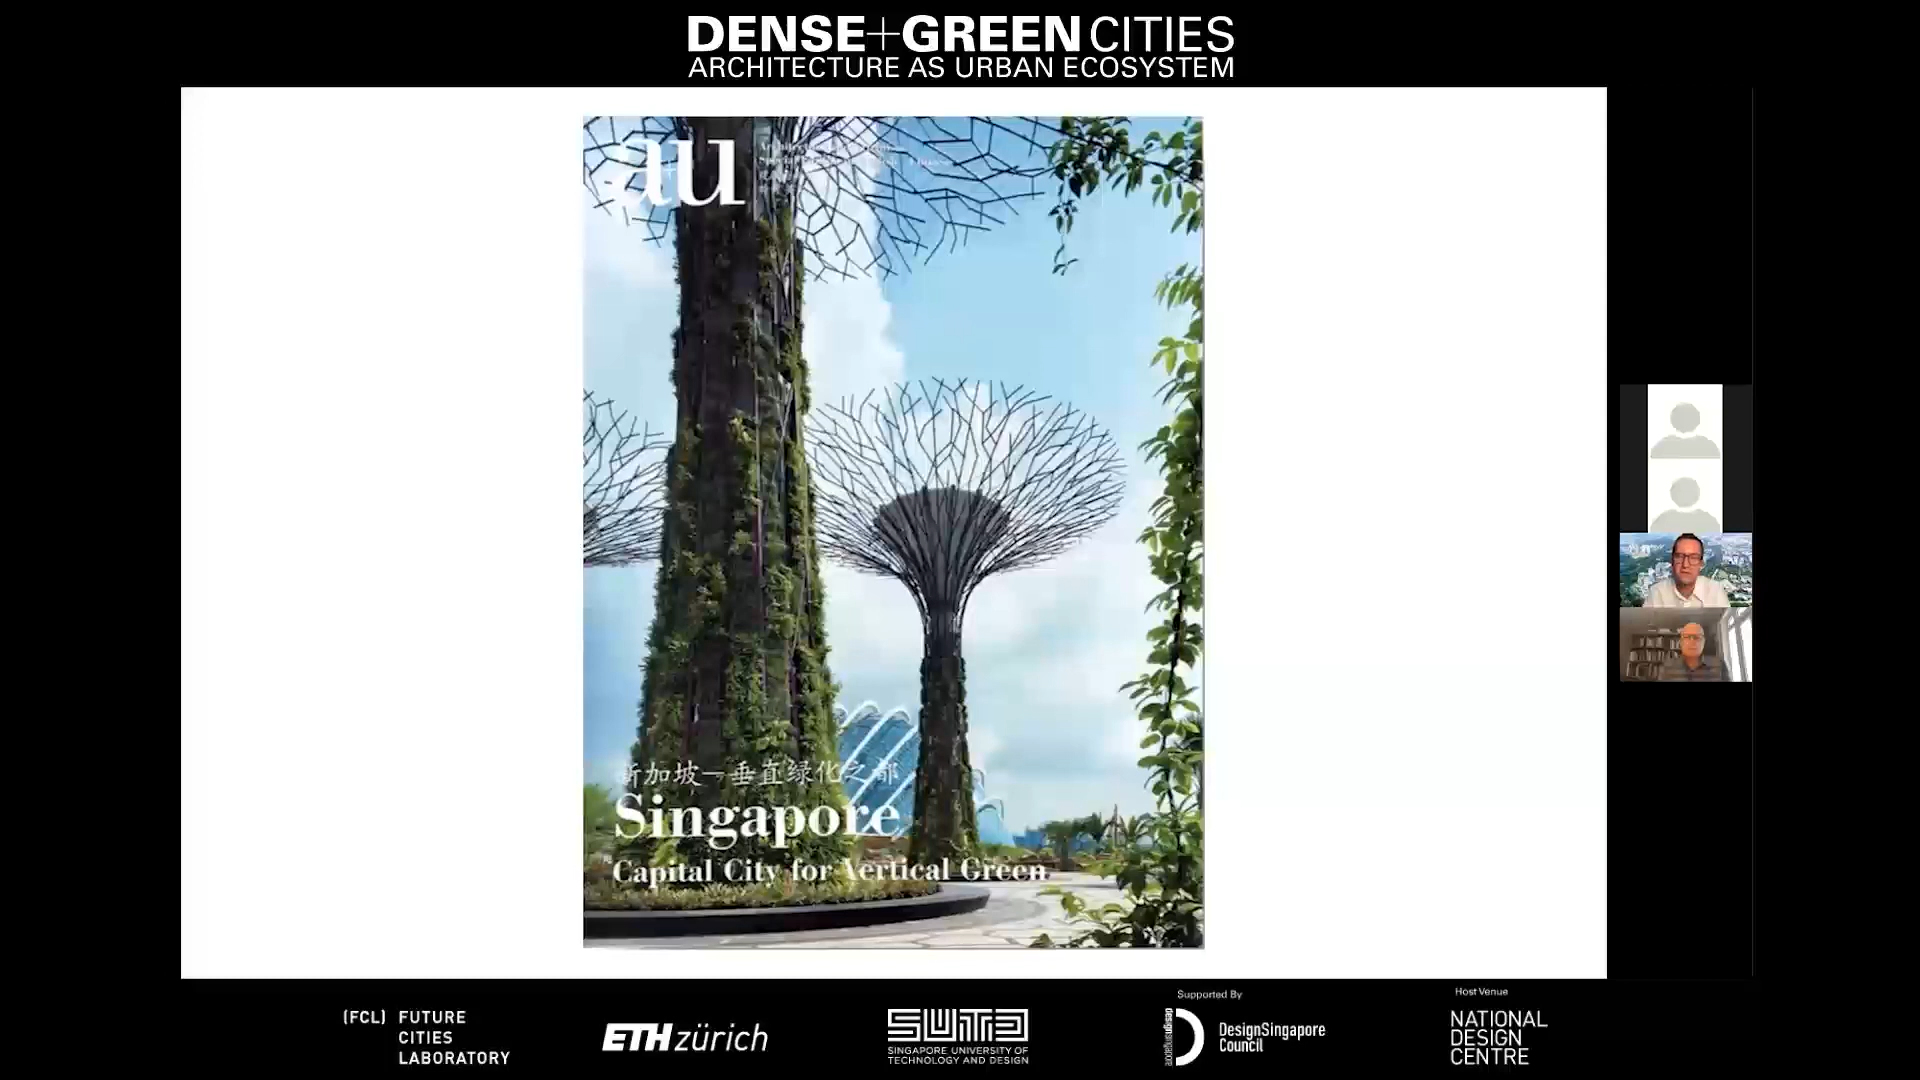 DENSE+GREEN CITIES
ARCHITECTURE AS URBAN ECOSYSTEM
a+u
新加坡—垂直绿化之都
Singapore
Capital City for Vertical Green
(FCL) FUTURE
CITIES
LABORATORY
ETH zürich
SUTD
SINGAPORE UNIVERSITY OF
TECHNOLOGY AND DESIGN
Supported By
designsingapore
DesignSingapore
Council
Host Venue
NATIONAL
DESIGN
CENTRE